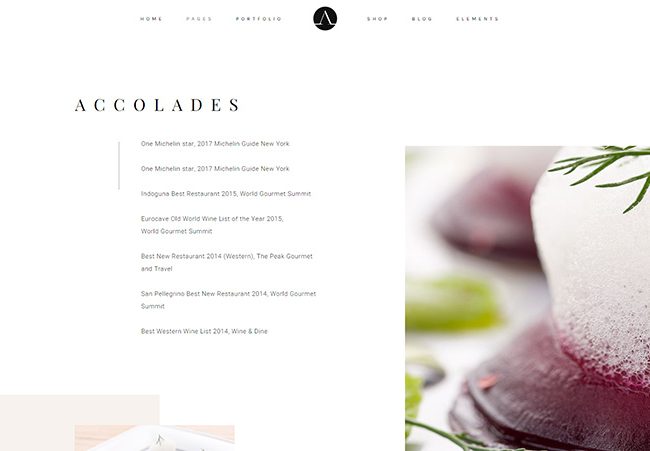 HOME PAGES PORTFOLIO A SHOP BLOG ELEMENTS
ACCOLADES
One Michelin star, 2017 Michelin Guide New York.
One Michelin star, 2017 Michelin Guide New York
Indoguna Best Restaurant 2015, World Gourmet Summit
Eurocave Old World Wine List of the Year 2015,
World Gourmet Summit
Best New Restaurant 2014 (Western), The Peak Gourmet
and Travel
San Pellegrino Best New Restaurant 2014, World Gourmet
Summit
Best Western Wine List 2014, Wine & Dine